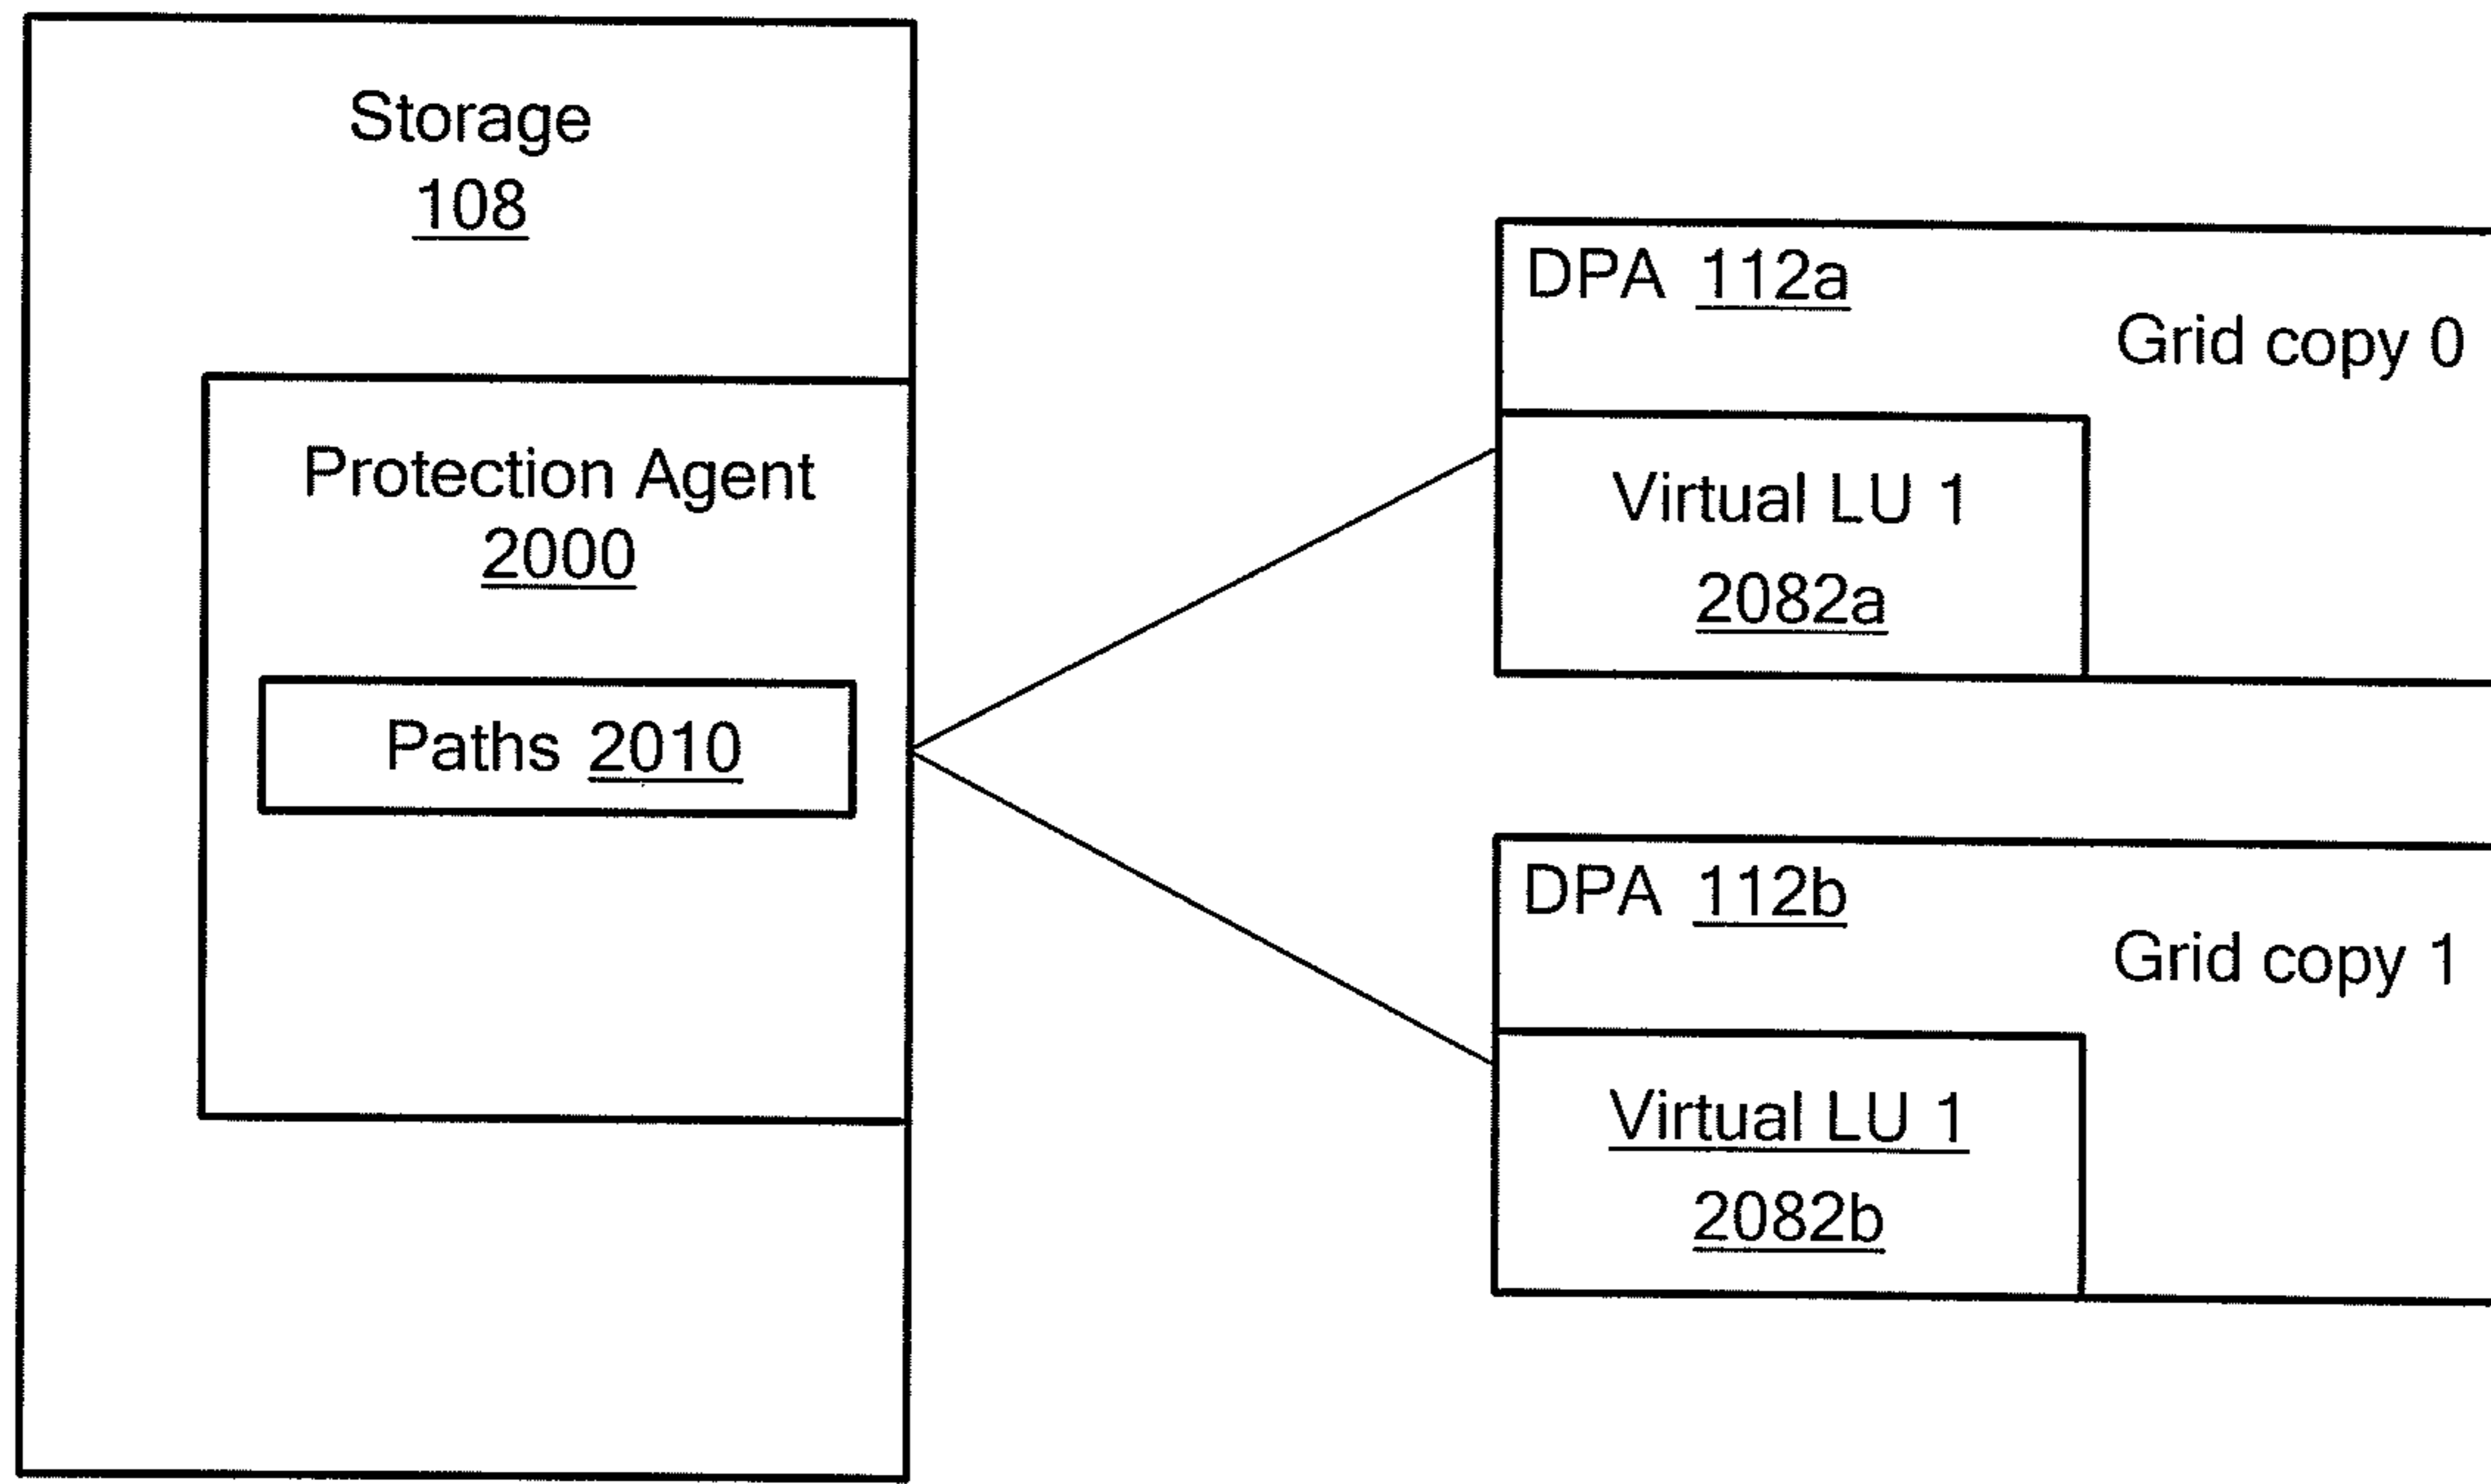 Storage
108
Protection Agent
2000
Paths 2010
DPA 112a
Grid copy 0
Virtual LU 1
2082a
DPA 112b
Grid copy 1
Virtual LU 1
2082b